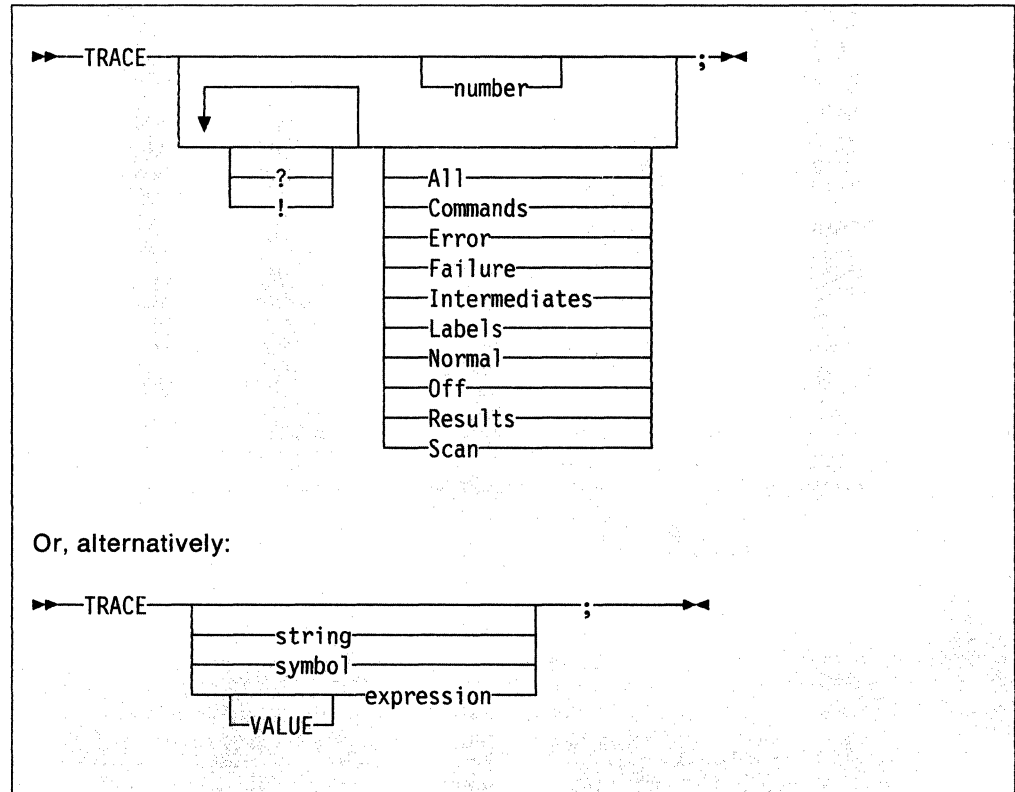 TRACE ;
number
?
!
All
Commands
Error
Failure
Intermediates
Labels
Normal
Off
Results
Scan
Or, alternatively:
TRACE ;
string
symbol
expression
VALUE